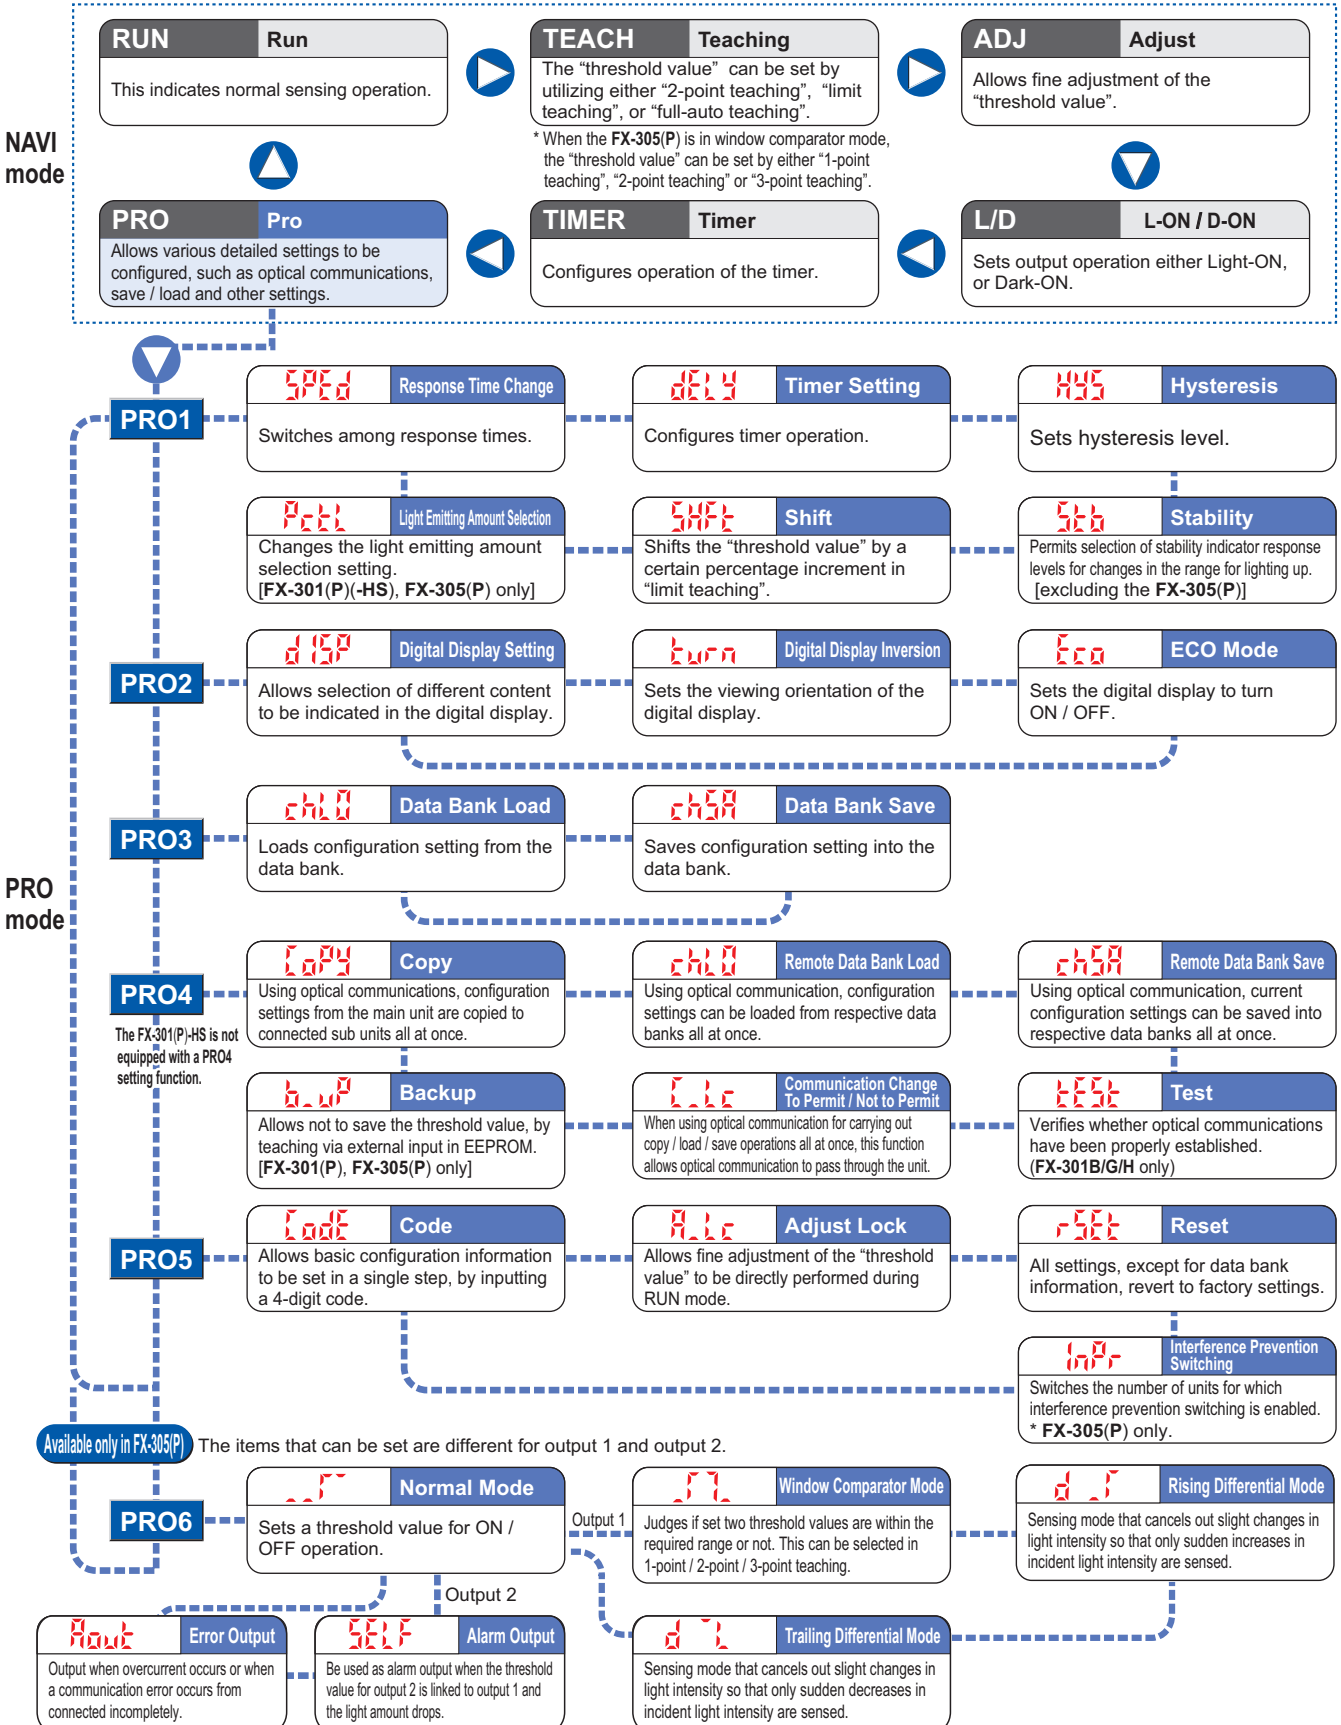 NAVI
mode
RUN Run
This indicates normal sensing operation.
TEACH Teaching
The “threshold value” can be set by
utilizing either “2-point teaching”, “limit
teaching”, or “full-auto teaching”.
* When the FX-305(P) is in window comparator mode,
the “threshold value” can be set by either “1-point
teaching”, “2-point teaching” or “3-point teaching”.
ADJ Adjust
Allows fine adjustment of the
“threshold value”.
PRO Pro
Allows various detailed settings to be
configured, such as optical communications,
save / load and other settings.
TIMER Timer
Configures operation of the timer.
L/D L-ON / D-ON
Sets output operation either Light-ON,
or Dark-ON.
PRO
mode
PRO1
SPEd Response Time Change
Switches among response times.
dELY Timer Setting
Configures timer operation.
HYS Hysteresis
Sets hysteresis level.
PctL Light Emitting Amount Selection
Changes the light emitting amount
selection setting.
[FX-301(P)(-HS), FX-305(P) only]
SHFt Shift
Shifts the “threshold value” by a
certain percentage increment in
“limit teaching”.
Stb Stability
Permits selection of stability indicator response
levels for changes in the range for lighting up.
[excluding the FX-305(P)]
PRO2
dISP Digital Display Setting
Allows selection of different content
to be indicated in the digital display.
turn Digital Display Inversion
Sets the viewing orientation of the
digital display.
Eco ECO Mode
Sets the digital display to turn
ON / OFF.
PRO3
chLO Data Bank Load
Loads configuration setting from the
data bank.
chSA Data Bank Save
Saves configuration setting into the
data bank.
PRO4
The FX-301(P)-HS is not
equipped with a PRO4
setting function.
CoPY Copy
Using optical communications, configuration
settings from the main unit are copied to
connected sub units all at once.
chLO Remote Data Bank Load
Using optical communication, configuration
settings can be loaded from respective data
banks all at once.
chSA Remote Data Bank Save
Using optical communication, current
configuration settings can be saved into
respective data banks all at once.
b_uP Backup
Allows not to save the threshold value, by
teaching via external input in EEPROM.
[FX-301(P), FX-305(P) only]
C_Lc Communication Change
To Permit / Not to Permit
When using optical communication for carrying out
copy / load / save operations all at once, this function
allows optical communication to pass through the unit.
tESt Test
Verifies whether optical communications
have been properly established.
(FX-301B/G/H only)
PRO5
CodE Code
Allows basic configuration information
to be set in a single step, by inputting
a 4-digit code.
A_Lc Adjust Lock
Allows fine adjustment of the “threshold
value” to be directly performed during
RUN mode.
rSEt Reset
All settings, except for data bank
information, revert to factory settings.
InPr Interference Prevention
Switching
Switches the number of units for which
interference prevention switching is enabled.
* FX-305(P) only.
Available only in FX-305(P) The items that can be set are different for output 1 and output 2.
PRO6
Normal Mode
Sets a threshold value for ON /
OFF operation.
Output 1
Window Comparator Mode
Judges if set two threshold values are within the
required range or not. This can be selected in
1-point / 2-point / 3-point teaching.
Rising Differential Mode
Sensing mode that cancels out slight changes in
light intensity so that only sudden increases in
incident light intensity are sensed.
Output 2
Aout Error Output
Output when overcurrent occurs or when
a communication error occurs from
connected incompletely.
SELF Alarm Output
Be used as alarm output when the threshold
value for output 2 is linked to output 1 and
the light amount drops.
Trailing Differential Mode
Sensing mode that cancels out slight changes in
light intensity so that only sudden decreases in
incident light intensity are sensed.